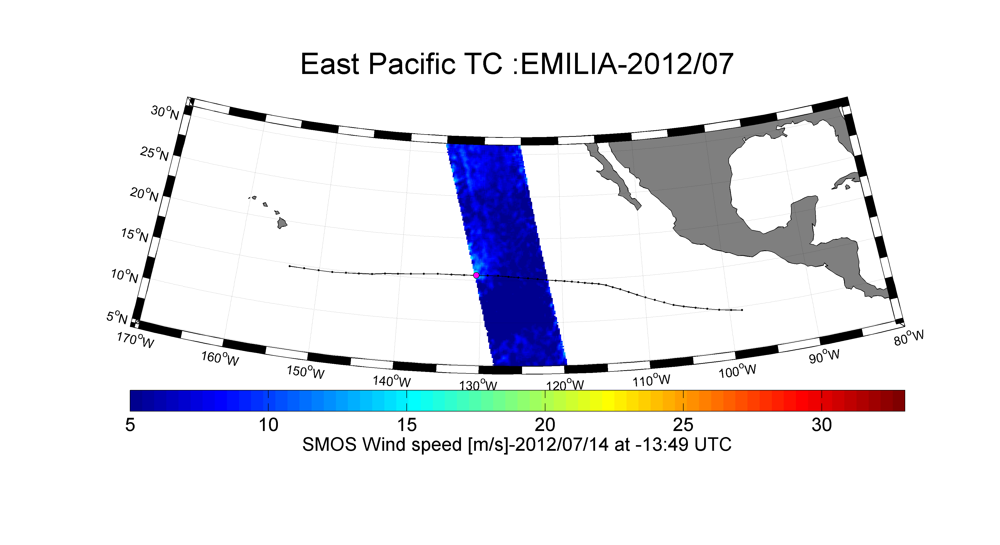 East Pacific TC :EMILIA-2012/07
30°N
25°N
20°N
15°N
10°N
5°N
170°W
160°W
150°W
140°W
130°W
120°W
110°W
100°W
90°W
80°W
5 10 15 20 25 30
SMOS Wind speed [m/s]-2012/07/14 at -13:49 UTC